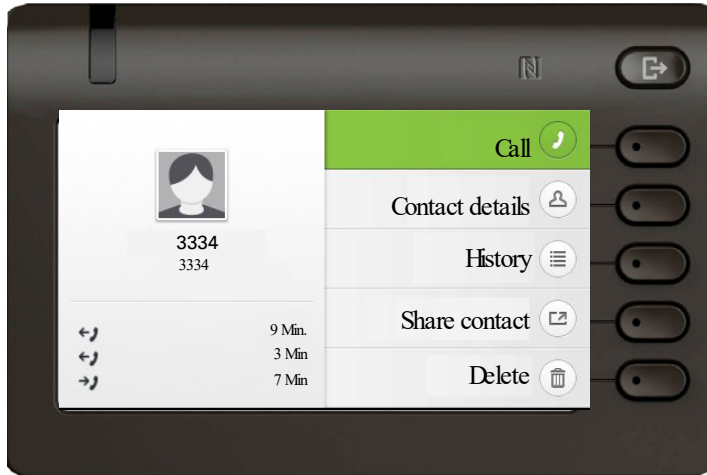 3334
3334
9 Min.
3 Min
7 Min
Call
Contact details
History
Share contact
Delete